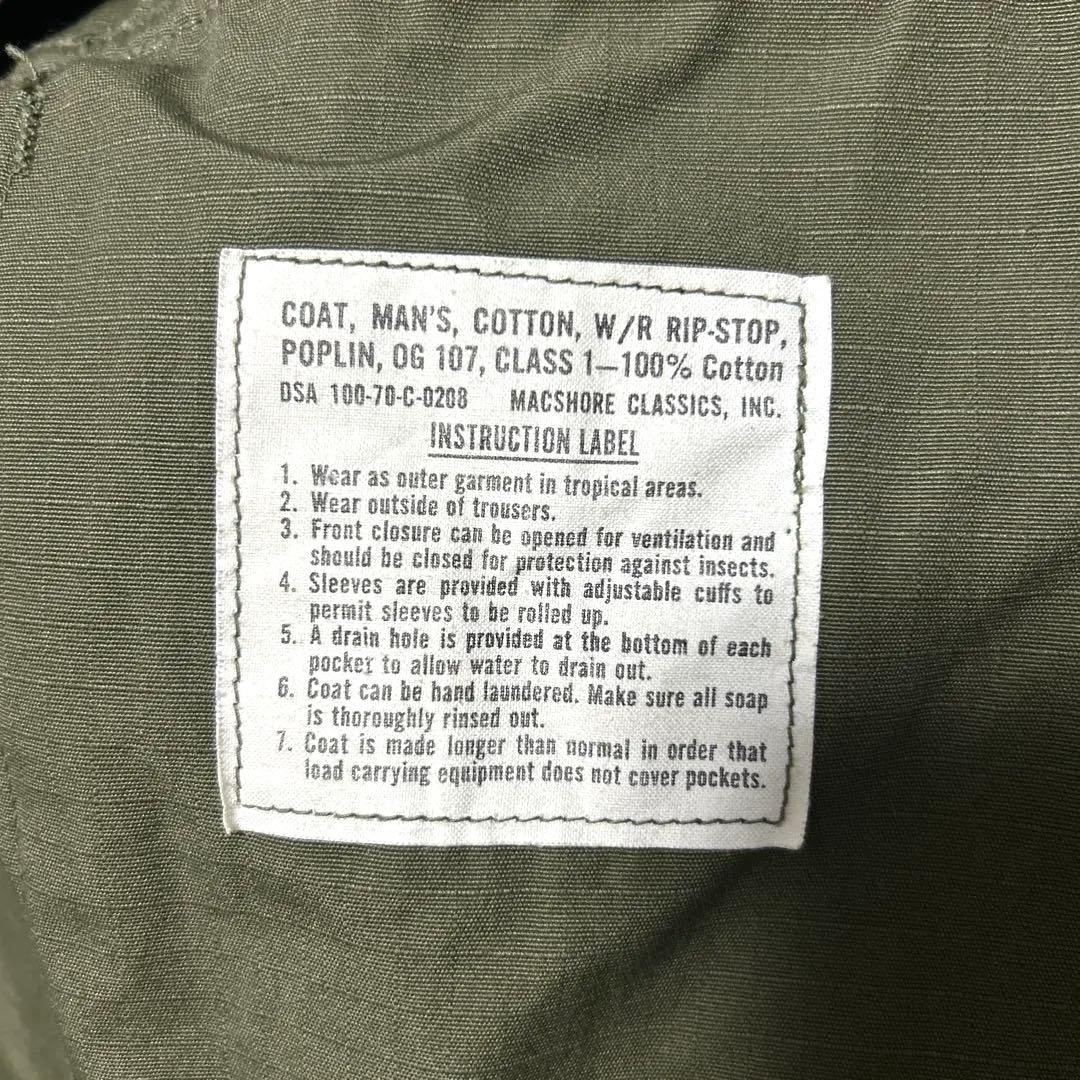 COAT, MAN'S, COTTON, W/R RIP-STOP,
POPLIN, OG 107, CLASS 1—100% Cotton
DSA 100-70-C-0208 MACSHORE CLASSICS, INC.
INSTRUCTION LABEL
1. Wear as outer garment in tropical areas.
2. Wear outside of trousers.
3. Front closure can be opened for ventilation and
should be closed for protection against insects.
4. Sleeves are provided with adjustable cuffs to
permit sleeves to be rolled up.
5. A drain hole is provided at the bottom of each
pocket to allow water to drain out.
6. Coat can be hand laundered. Make sure all soap
is thoroughly rinsed out.
7. Coat is made longer than normal in order that
load carrying equipment does not cover pockets.